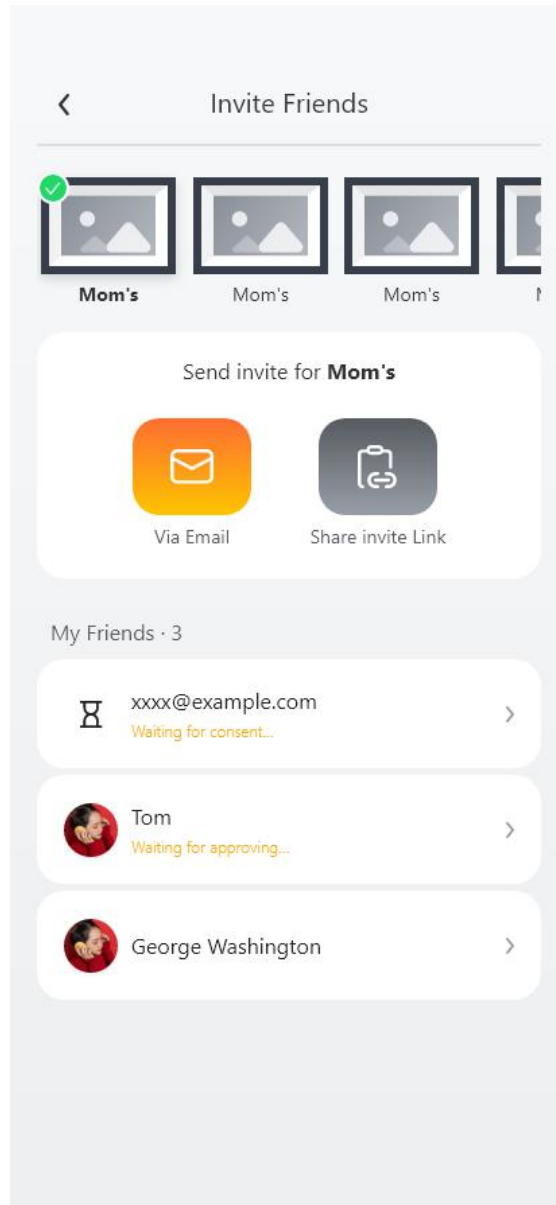 Invite Friends
Mom's
Mom's
Mom's
Send invite for Mom's
Via Email
Share invite Link
My Friends · 3
xxxx@example.com
Waiting for consent...
Tom
Waiting for approving...
George Washington